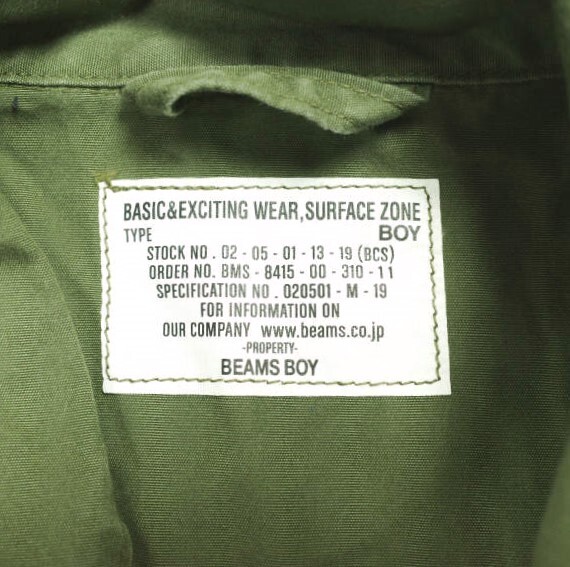 BASIC&EXCITING WEAR,SURFACE ZONE
TYPE BOY
STOCK NO. 02-05-01-13-19 (BCS)
ORDER NO. BMS-8415-00-310-11
SPECIFICATION NO. 020501-M-19
FOR INFORMATION ON
OUR COMPANY www.beams.co.jp
-PROPERTY-
BEAMS BOY